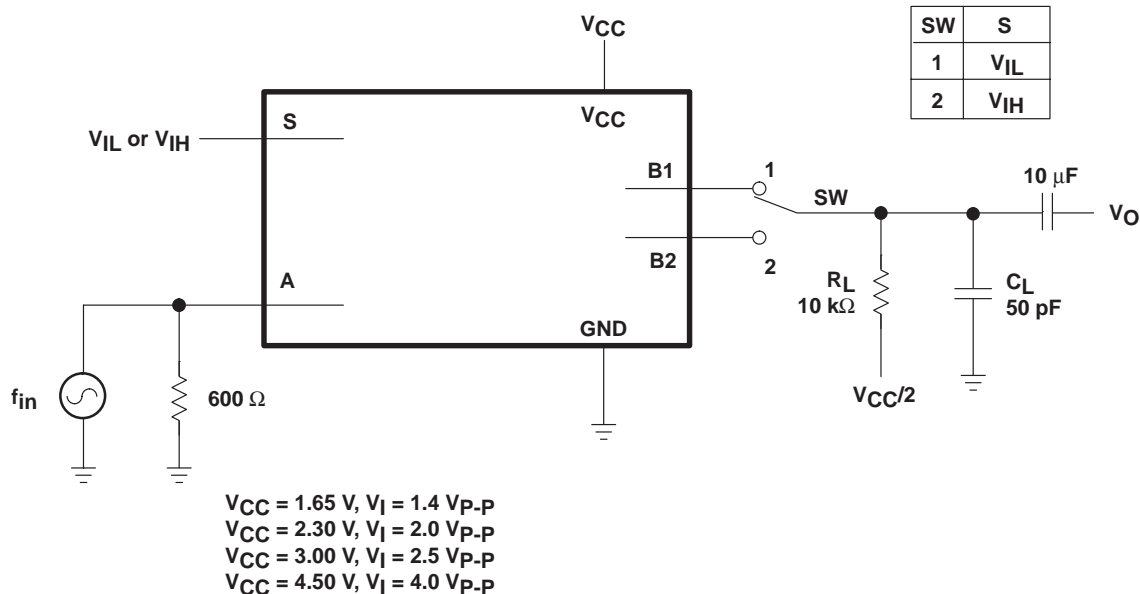 VCC
SW S
1 VIL
2 VIH
VCC
S
VIL or VIH
B1
1
SW
10 μF
VO
B2
2
A
RL
10 kΩ
CL
50 pF
GND
fin
600 Ω
VCC/2
VCC = 1.65 V, VI = 1.4 VP-P
VCC = 2.30 V, VI = 2.0 VP-P
VCC = 3.00 V, VI = 2.5 VP-P
VCC = 4.50 V, VI = 4.0 VP-P